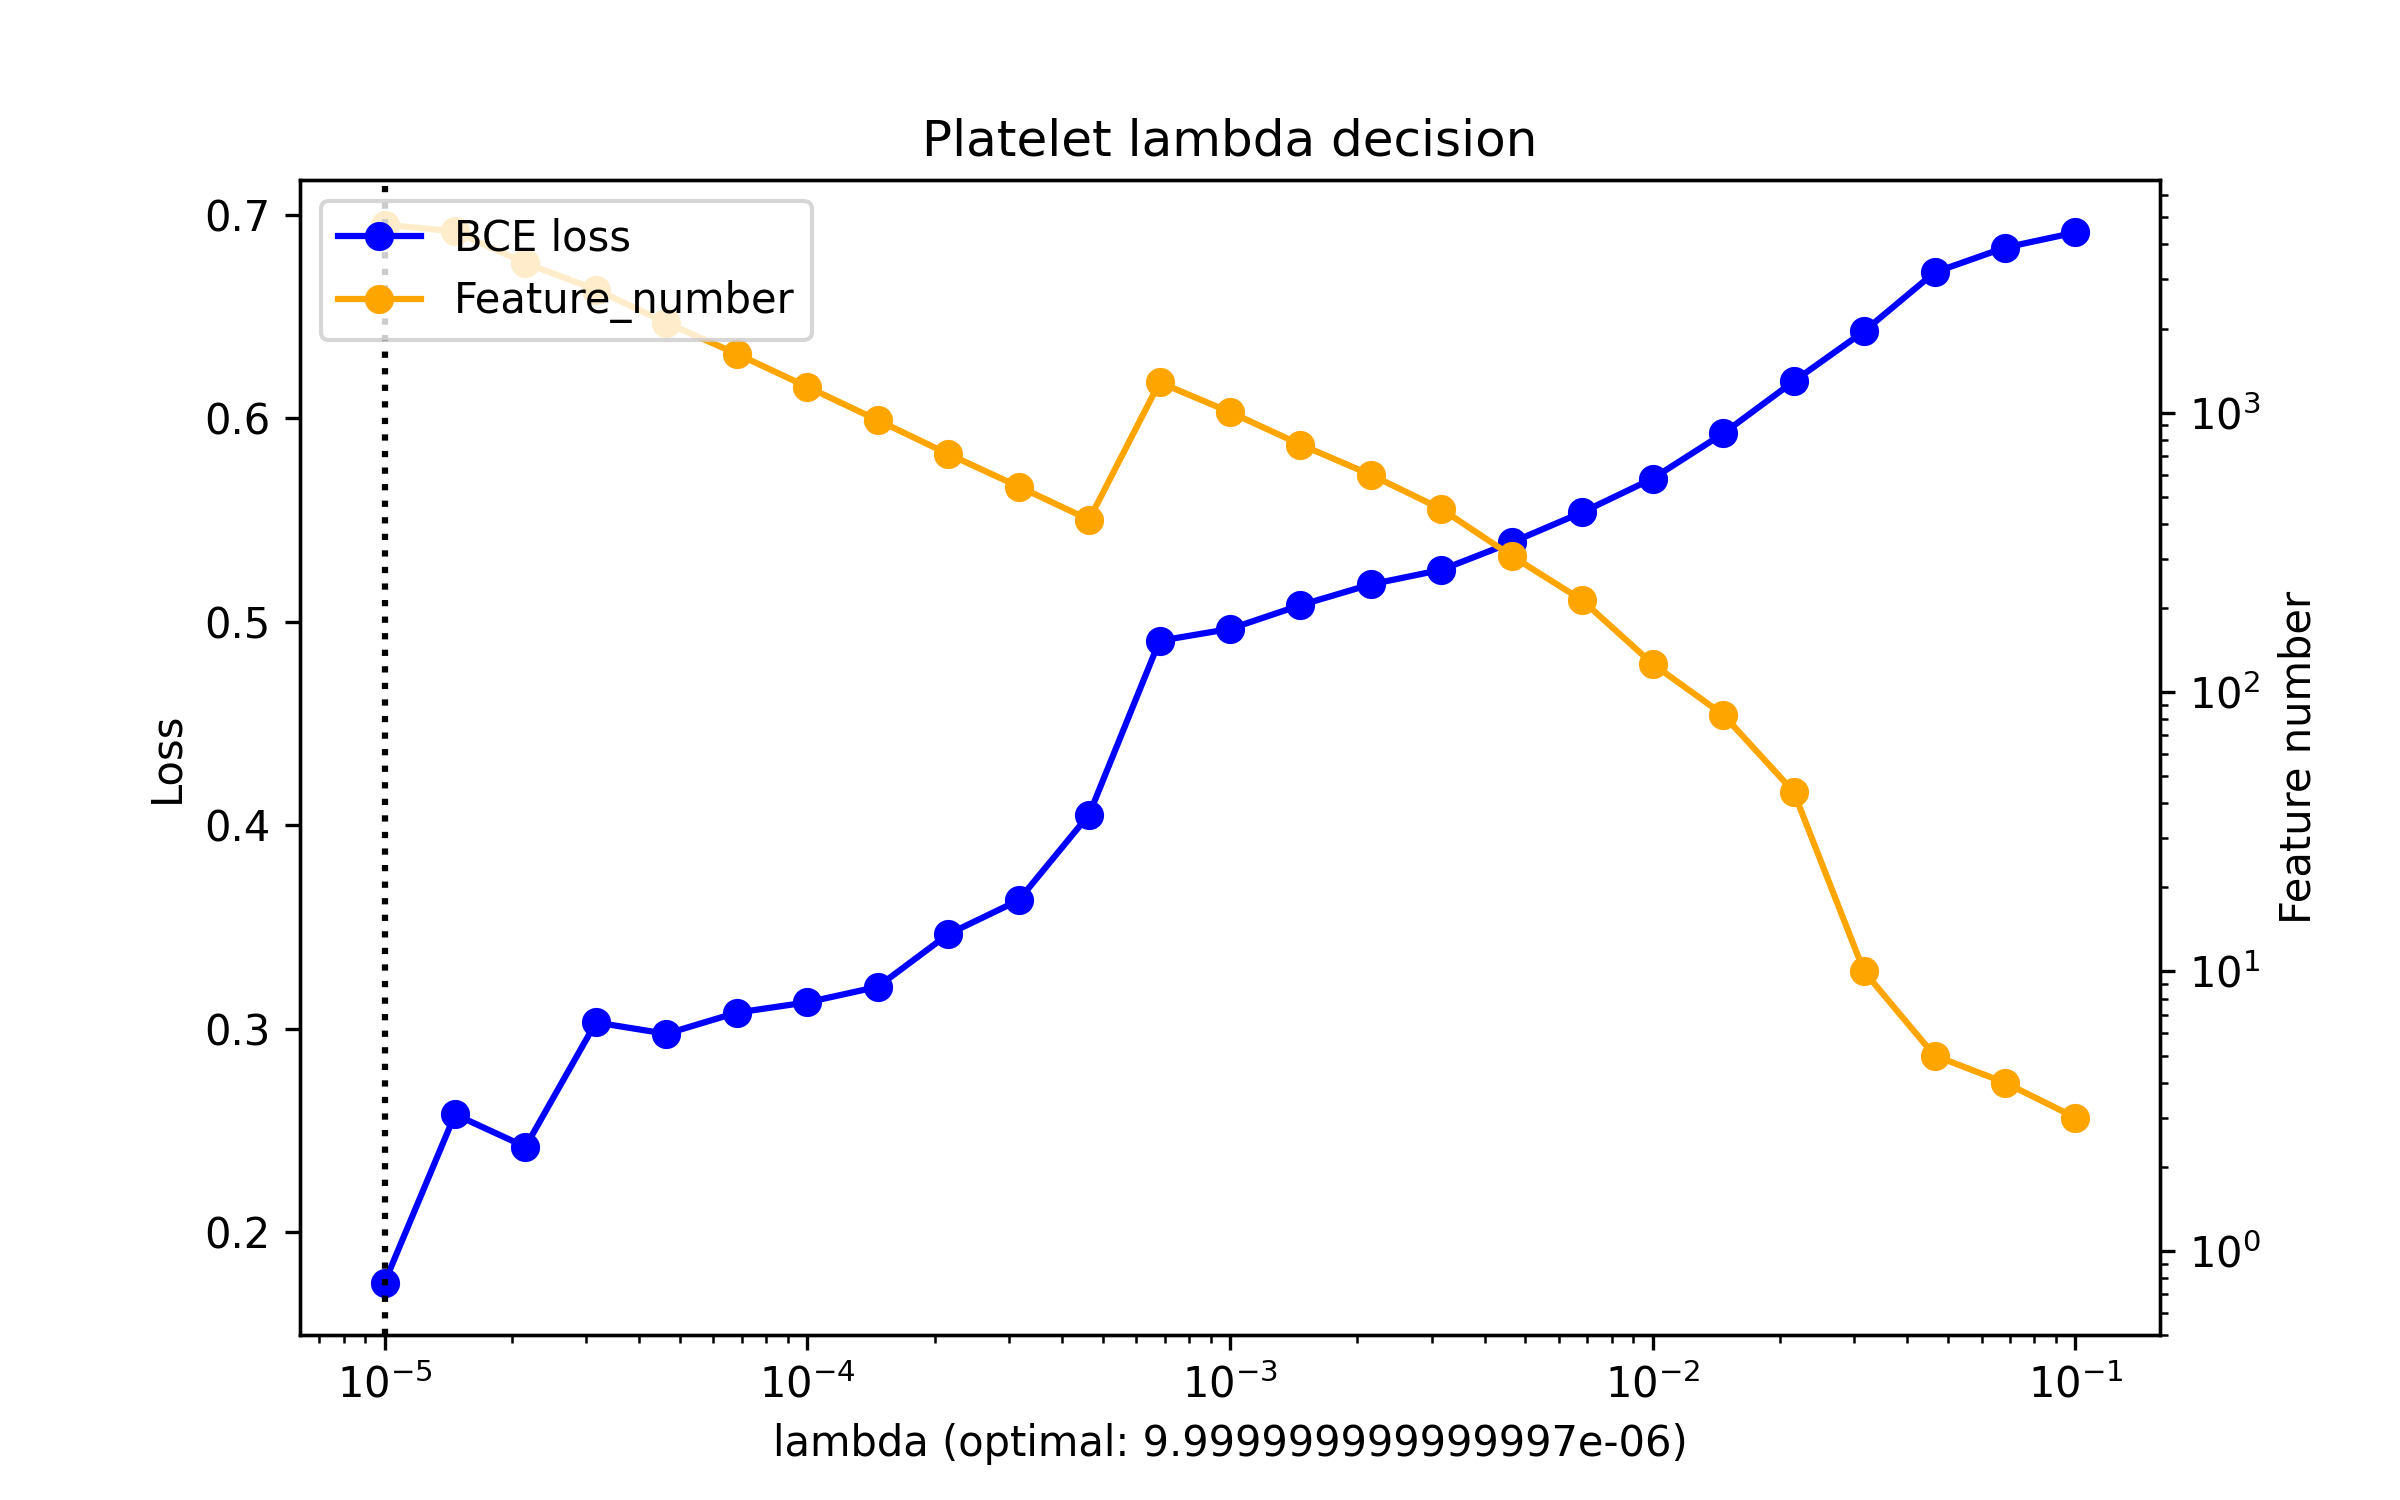 Platelet lambda decision
BCE loss
Feature_number
0.7
0.6
0.5
0.4
0.3
0.2
Loss
10³
10²
10¹
10⁰
Feature number
10⁻⁵ 10⁻⁴ 10⁻³ 10⁻² 10⁻¹
lambda (optimal: 9.999999999999997e-06)